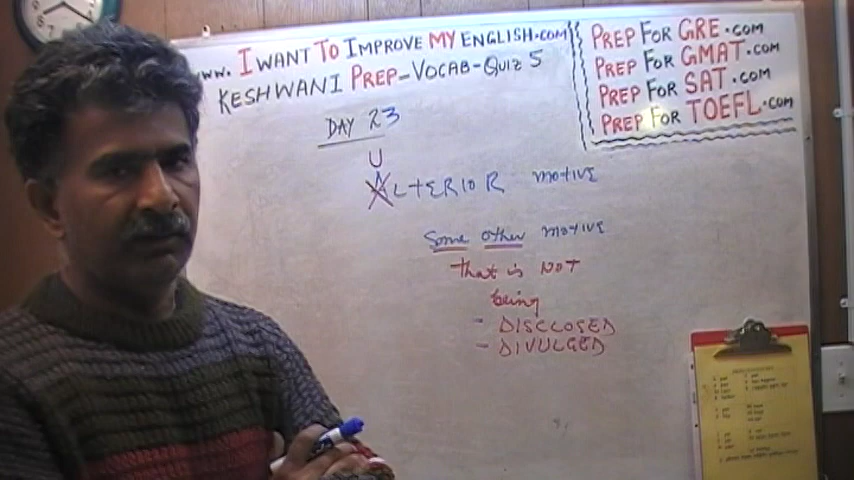 WWW. I WANT TO IMPROVE MY ENGLISH.COM
KESHWANI PREP-VOCAB-QUIZ 5
PREP FOR GRE.COM
PREP FOR GMAT.COM
PREP FOR SAT.COM
PREP FOR TOEFL.COM
DAY 23
U
ALTERIOR MOTIVE
Some other MOTIVE
that is NOT
being
- DISCLOSED
- DIVULGED